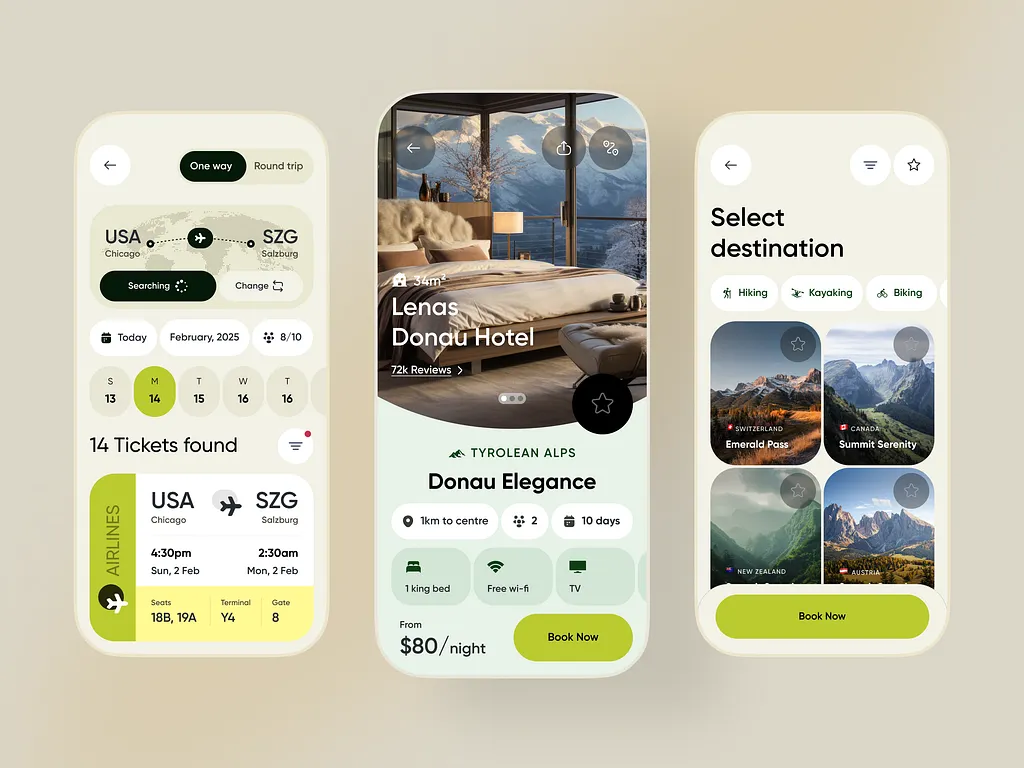 One way
Round trip
USA
SZG
Chicago
Salzburg
Searching
Change
Today
February, 2025
8/10
S
M
T
W
T
13
14
15
16
16
14 Tickets found
AIRLINES
USA
SZG
Chicago
Salzburg
4:30pm
2:30am
Sun, 2 Feb
Mon, 2 Feb
Seats
Terminal
Gate
18B, 19A
Y4
8
34m²
Lenas
Donau Hotel
72k Reviews
TYROLEAN ALPS
Donau Elegance
1km to centre
2
10 days
1 king bed
Free wi-fi
TV
From
$80/night
Book Now
Select
destination
Hiking
Kayaking
Biking
SWITZERLAND
Emerald Pass
CANADA
Summit Serenity
NEW ZEALAND
AUSTRIA
Book Now